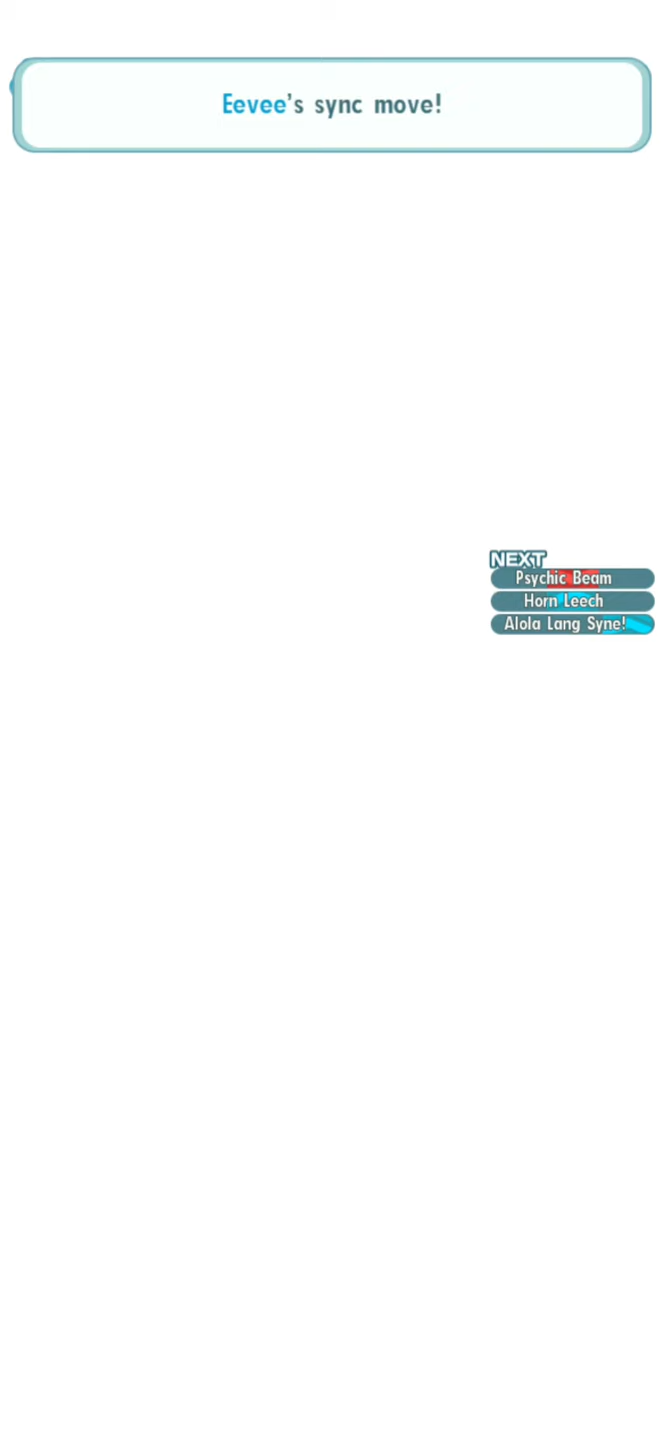 Eevee's sync move!
NEXT
Psychic Beam
Horn Leech
Alola Lang Syne!